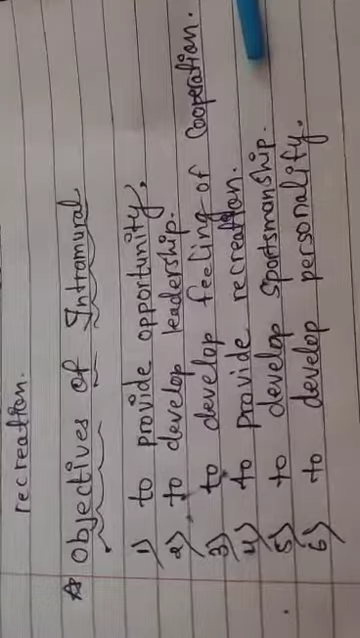 recreation.
☆ Objectives of Intramural
1) to provide opportunity.
2) to develop leadership.
3) to develop feeling of Cooperation.
4) to provide recreation.
5) to develop sportsmanship.
6) to develop personality.